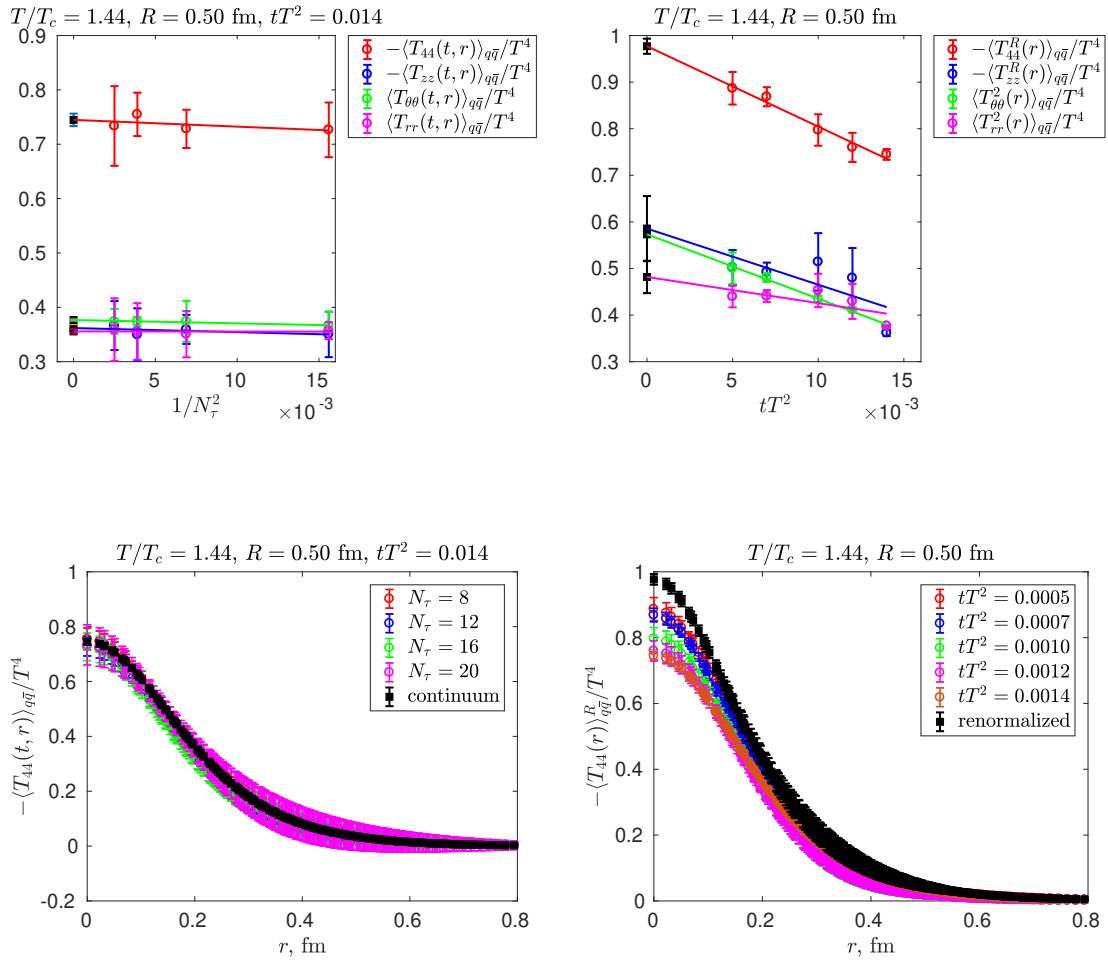 T/T_c = 1.44, R = 0.50 fm, tT^2 = 0.014
0.9
0.8
0.7
0.6
0.5
0.4
0.3
0
5
10
15
1/N_τ^2
×10^-3
−⟨T_44(t, r)⟩_qq̄/T^4
−⟨T_zz(t, r)⟩_qq̄/T^4
⟨T_θθ(t, r)⟩_qq̄/T^4
⟨T_rr(t, r)⟩_qq̄/T^4
T/T_c = 1.44, R = 0.50 fm
1
0.9
0.8
0.7
0.6
0.5
0.4
0.3
0
5
10
15
tT^2
×10^-3
−⟨T_44^R(r)⟩_qq̄/T^4
−⟨T_zz^R(r)⟩_qq̄/T^4
⟨T_θθ^2(r)⟩_qq̄/T^4
⟨T_rr^2(r)⟩_qq̄/T^4
T/T_c = 1.44, R = 0.50 fm, tT^2 = 0.014
−⟨T_44(t, r)⟩_qq̄/T^4
1
0.8
0.6
0.4
0.2
0
-0.2
0
0.2
0.4
0.6
0.8
r, fm
N_τ = 8
N_τ = 12
N_τ = 16
N_τ = 20
continuum
T/T_c = 1.44, R = 0.50 fm
−⟨T_44(r)⟩_qq̄^R/T^4
1
0.8
0.6
0.4
0.2
0
0
0.2
0.4
0.6
0.8
r, fm
tT^2 = 0.0005
tT^2 = 0.0007
tT^2 = 0.0010
tT^2 = 0.0012
tT^2 = 0.0014
renormalized